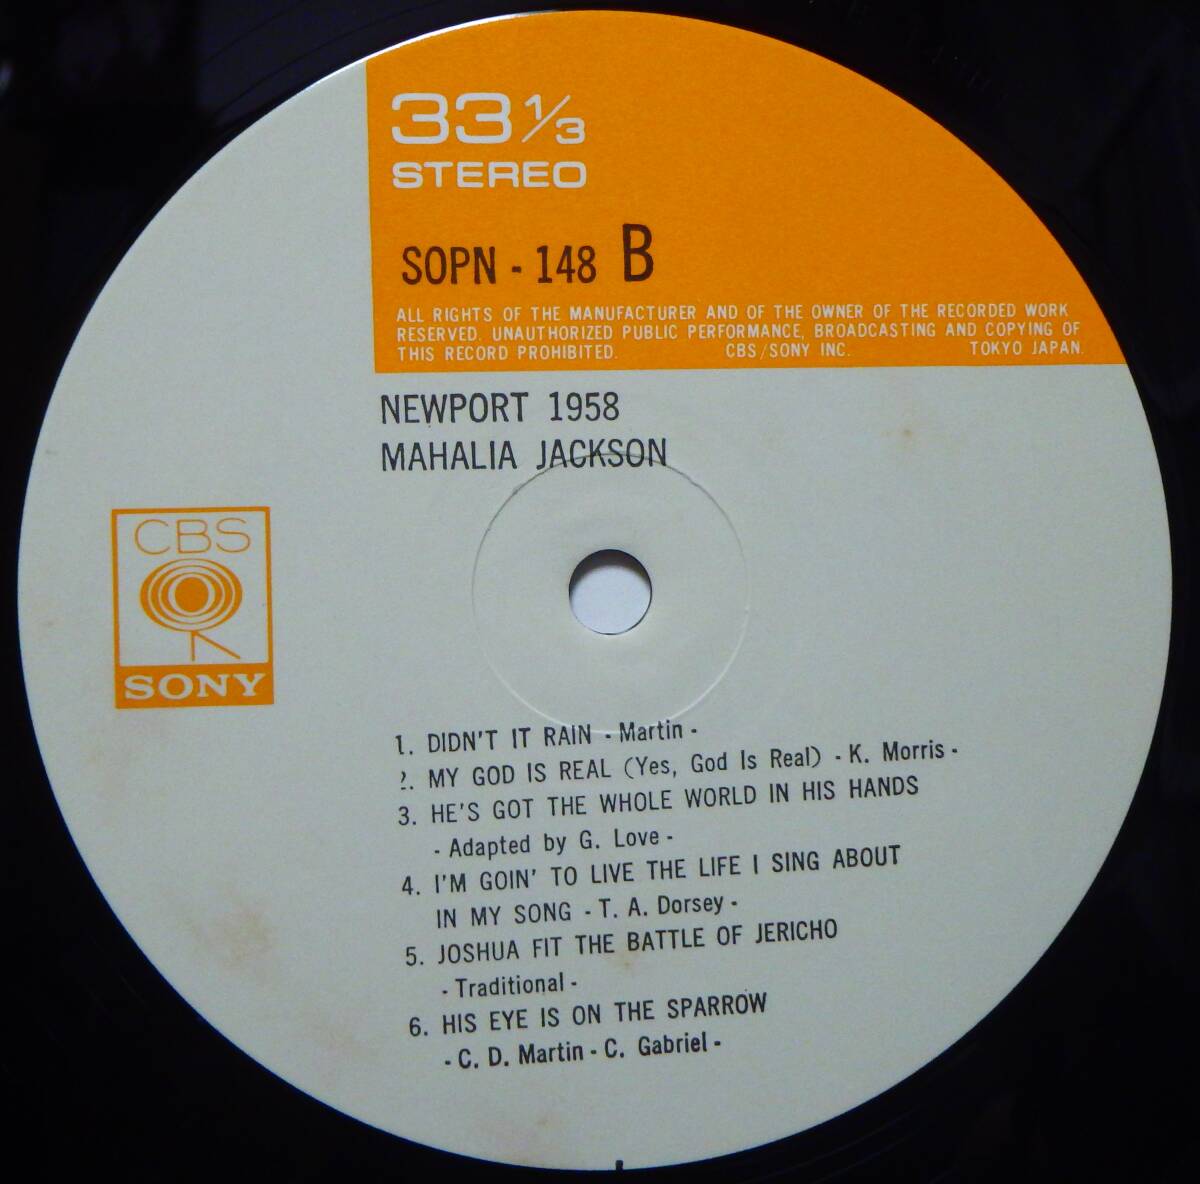 33 1/3
STEREO
SOPN - 148 B
ALL RIGHTS OF THE MANUFACTURER AND OF THE OWNER OF THE RECORDED WORK
RESERVED. UNAUTHORIZED PUBLIC PERFORMANCE, BROADCASTING AND COPYING OF
THIS RECORD PROHIBITED. CBS/SONY INC. TOKYO JAPAN.
NEWPORT 1958
MAHALIA JACKSON
CBS
SONY
1. DIDN'T IT RAIN - Martin -
2. MY GOD IS REAL (Yes, God Is Real) - K. Morris -
3. HE'S GOT THE WHOLE WORLD IN HIS HANDS
- Adapted by G. Love -
4. I'M GOIN' TO LIVE THE LIFE I SING ABOUT
IN MY SONG - T. A. Dorsey -
5. JOSHUA FIT THE BATTLE OF JERICHO
- Traditional -
6. HIS EYE IS ON THE SPARROW
- C. D. Martin - C. Gabriel -